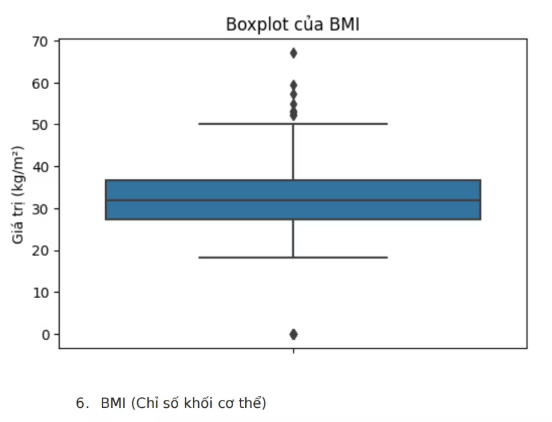 Boxplot của BMI
70
60
50
40
30
20
10
0
Giá trị (kg/m²)
6. BMI (Chỉ số khối cơ thể)